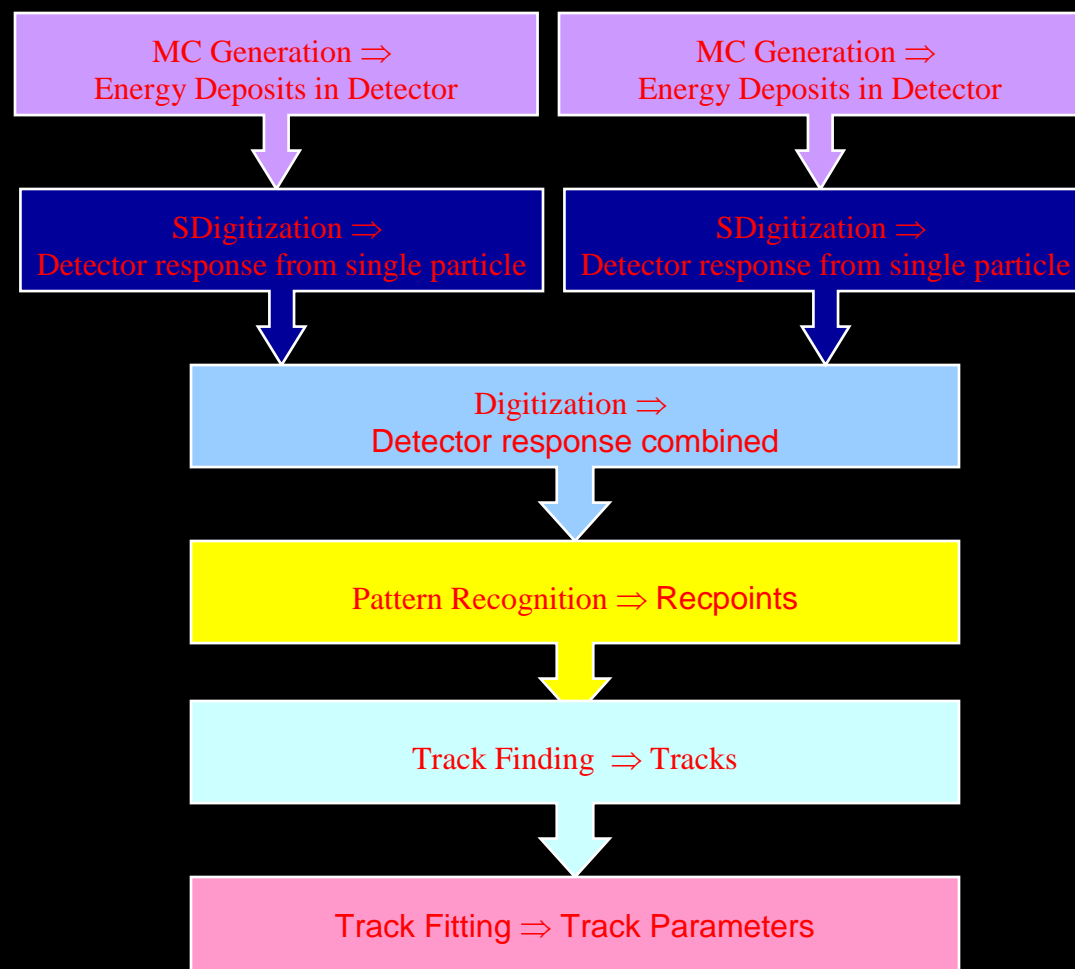 MC Generation ⇒
Energy Deposits in Detector
MC Generation ⇒
Energy Deposits in Detector
SDigitization ⇒
Detector response from single particle
SDigitization ⇒
Detector response from single particle
Digitization ⇒
Detector response combined
Pattern Recognition ⇒ Recpoints
Track Finding ⇒ Tracks
Track Fitting ⇒ Track Parameters